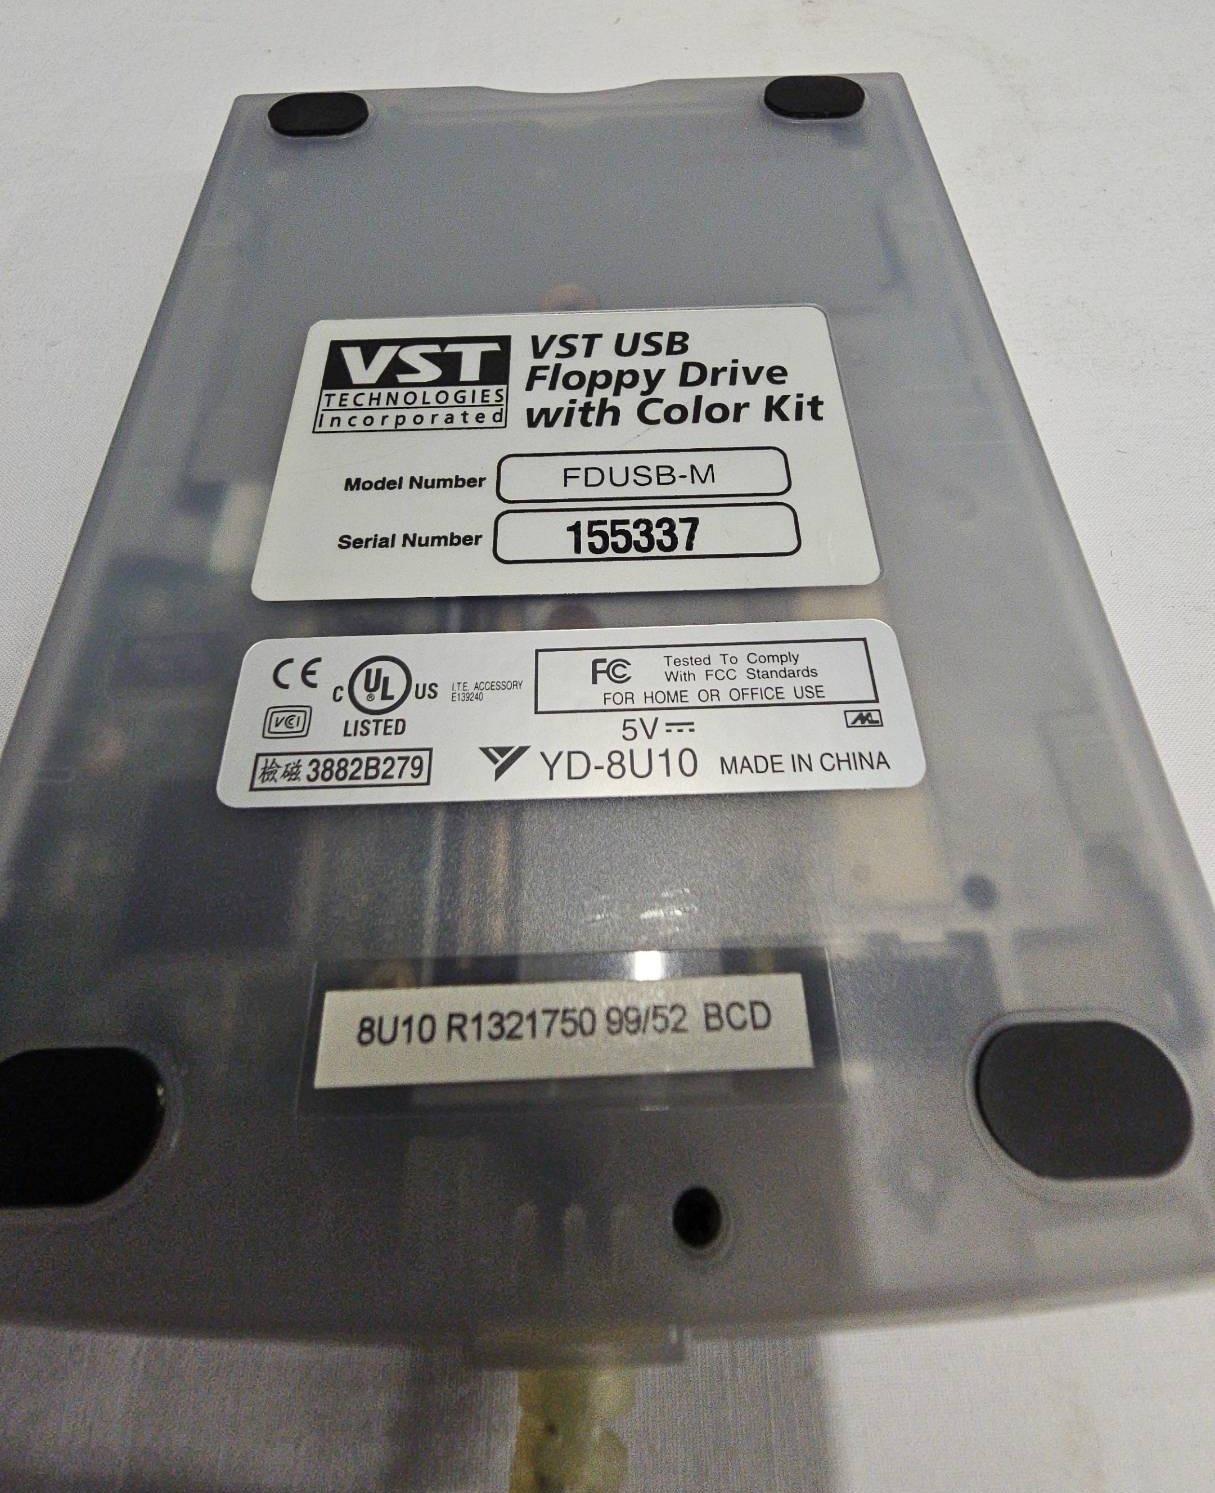 VST
TECHNOLOGIES
Incorporated
VST USB
Floppy Drive
with Color Kit
Model Number FDUSB-M
Serial Number 155337
CE
C UL US
®
LISTED
I.T.E. ACCESSORY
E139240
VCI
FC
Tested To Comply
With FCC Standards
FOR HOME OR OFFICE USE
5V
檢磁 3882B279
YD-8U10 MADE IN CHINA
8U10 R1321750 99/52 BCD